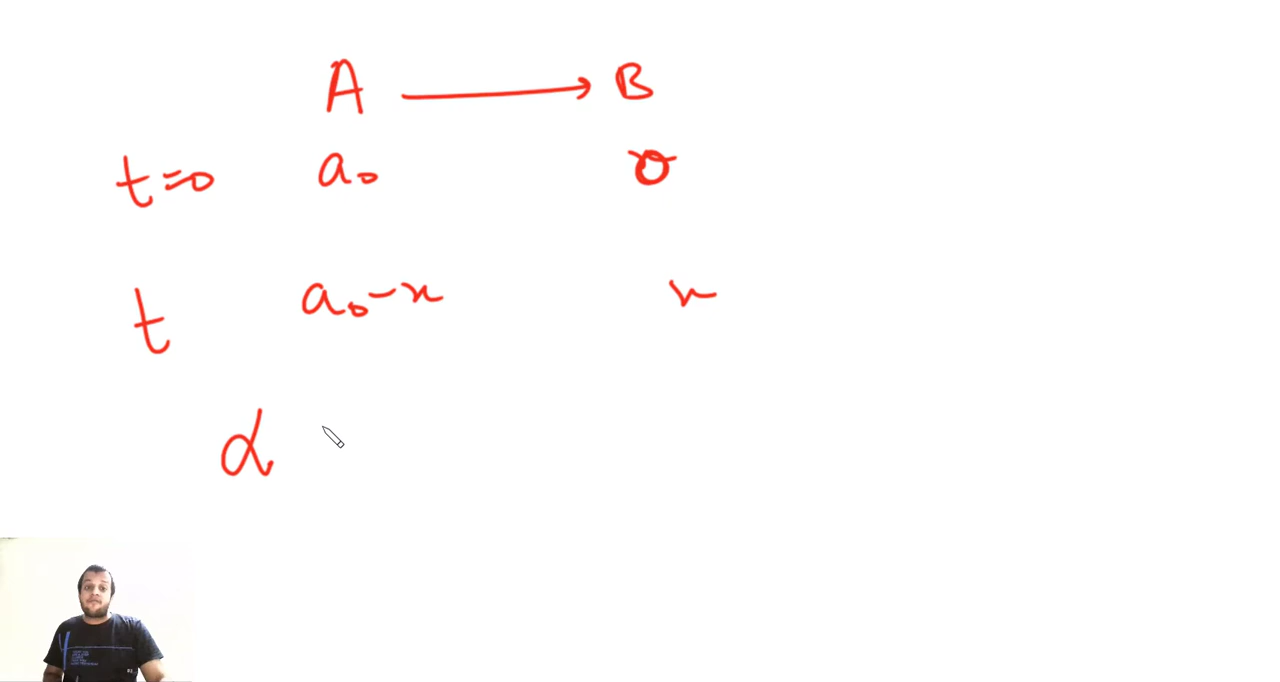 A → B
t=0 a₀ 0
t a₀-x x
α